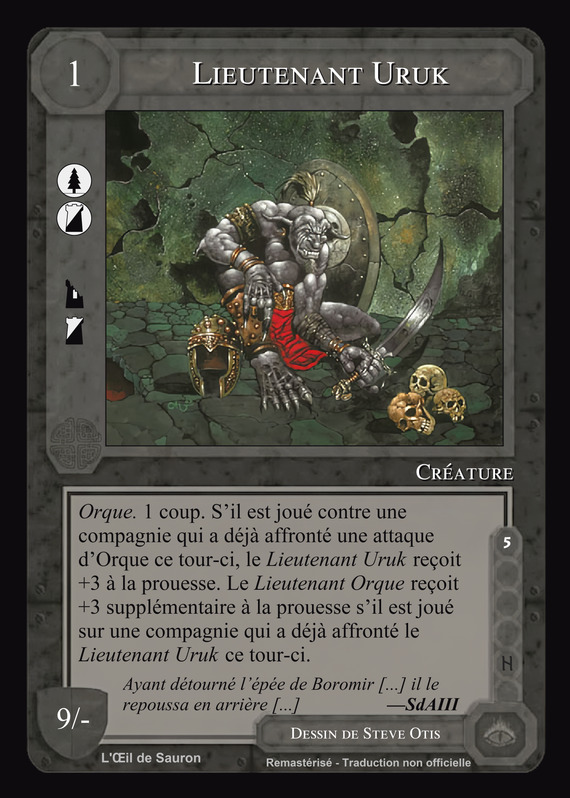 1
LIEUTENANT URUK
CRÉATURE
Orque. 1 coup. S’il est joué contre une
compagnie qui a déjà affronté une attaque
d’Orque ce tour-ci, le Lieutenant Uruk reçoit
+3 à la prouesse. Le Lieutenant Orque reçoit
+3 supplémentaire à la prouesse s’il est joué
sur une compagnie qui a déjà affronté le
Lieutenant Uruk ce tour-ci.
5
Ayant détourné l’épée de Boromir [...] il le
repoussa en arrière [...] —SdAIII
9/-
DESSIN DE STEVE OTIS
L'Œil de Sauron
Remastérisé - Traduction non officielle